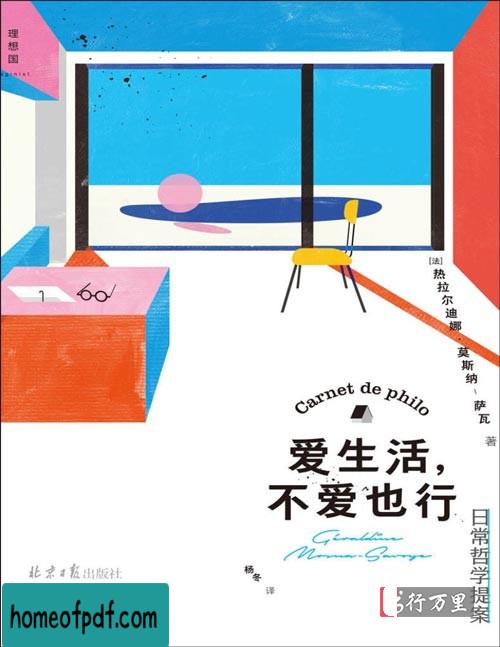 理想国
[法]热拉尔迪娜·莫斯纳-萨瓦 著
Carnet de philo
爱生活,
不爱也行
日常哲学提案
Géraldine
Mosna-Savoye
杨冬 译
北京日报出版社
homeofpdf.com
行万里